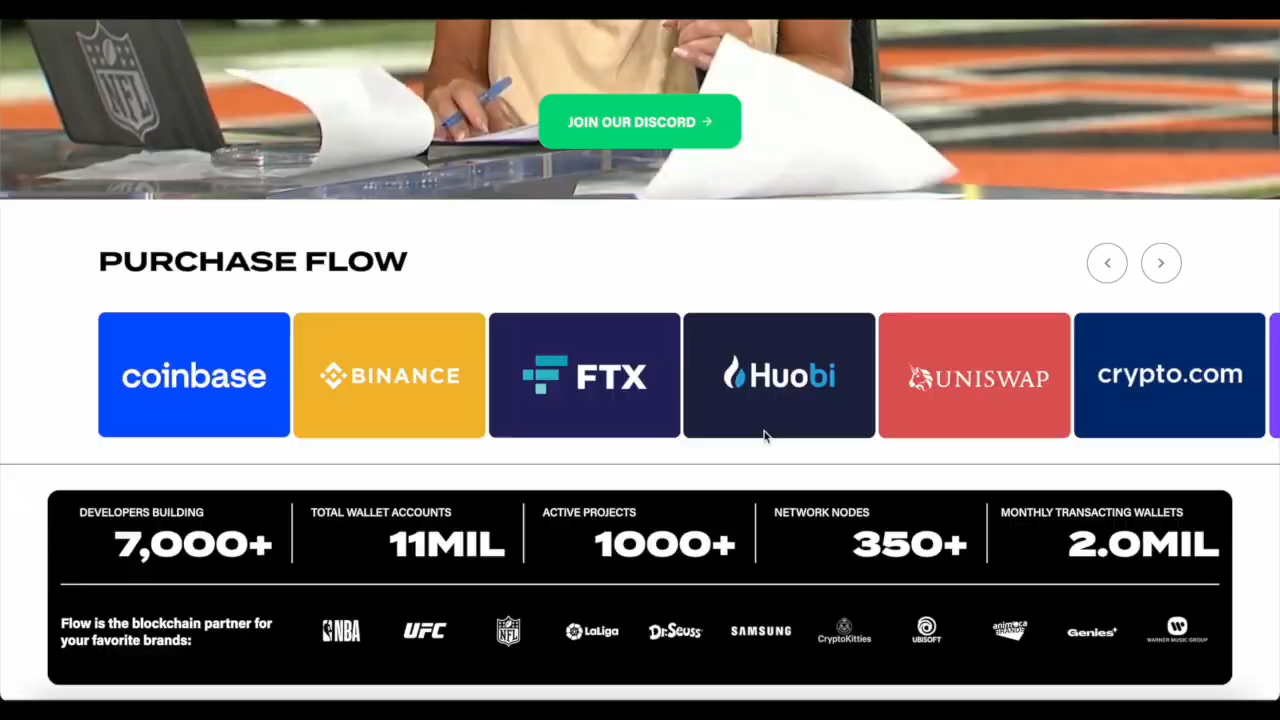 NFL
JOIN OUR DISCORD →
PURCHASE FLOW
coinbase
BINANCE
FTX
Huobi
UNISWAP
crypto.com
DEVELOPERS BUILDING
7,000+
TOTAL WALLET ACCOUNTS
11MIL
ACTIVE PROJECTS
1000+
NETWORK NODES
350+
MONTHLY TRANSACTING WALLETS
2.0MIL
Flow is the blockchain partner for
your favorite brands:
NBA
UFC
NFL
LaLiga
Dr. Seuss
SAMSUNG
CryptoKitties
UBISOFT
animoca
BRANDS
Genies
WARNER MUSIC GROUP